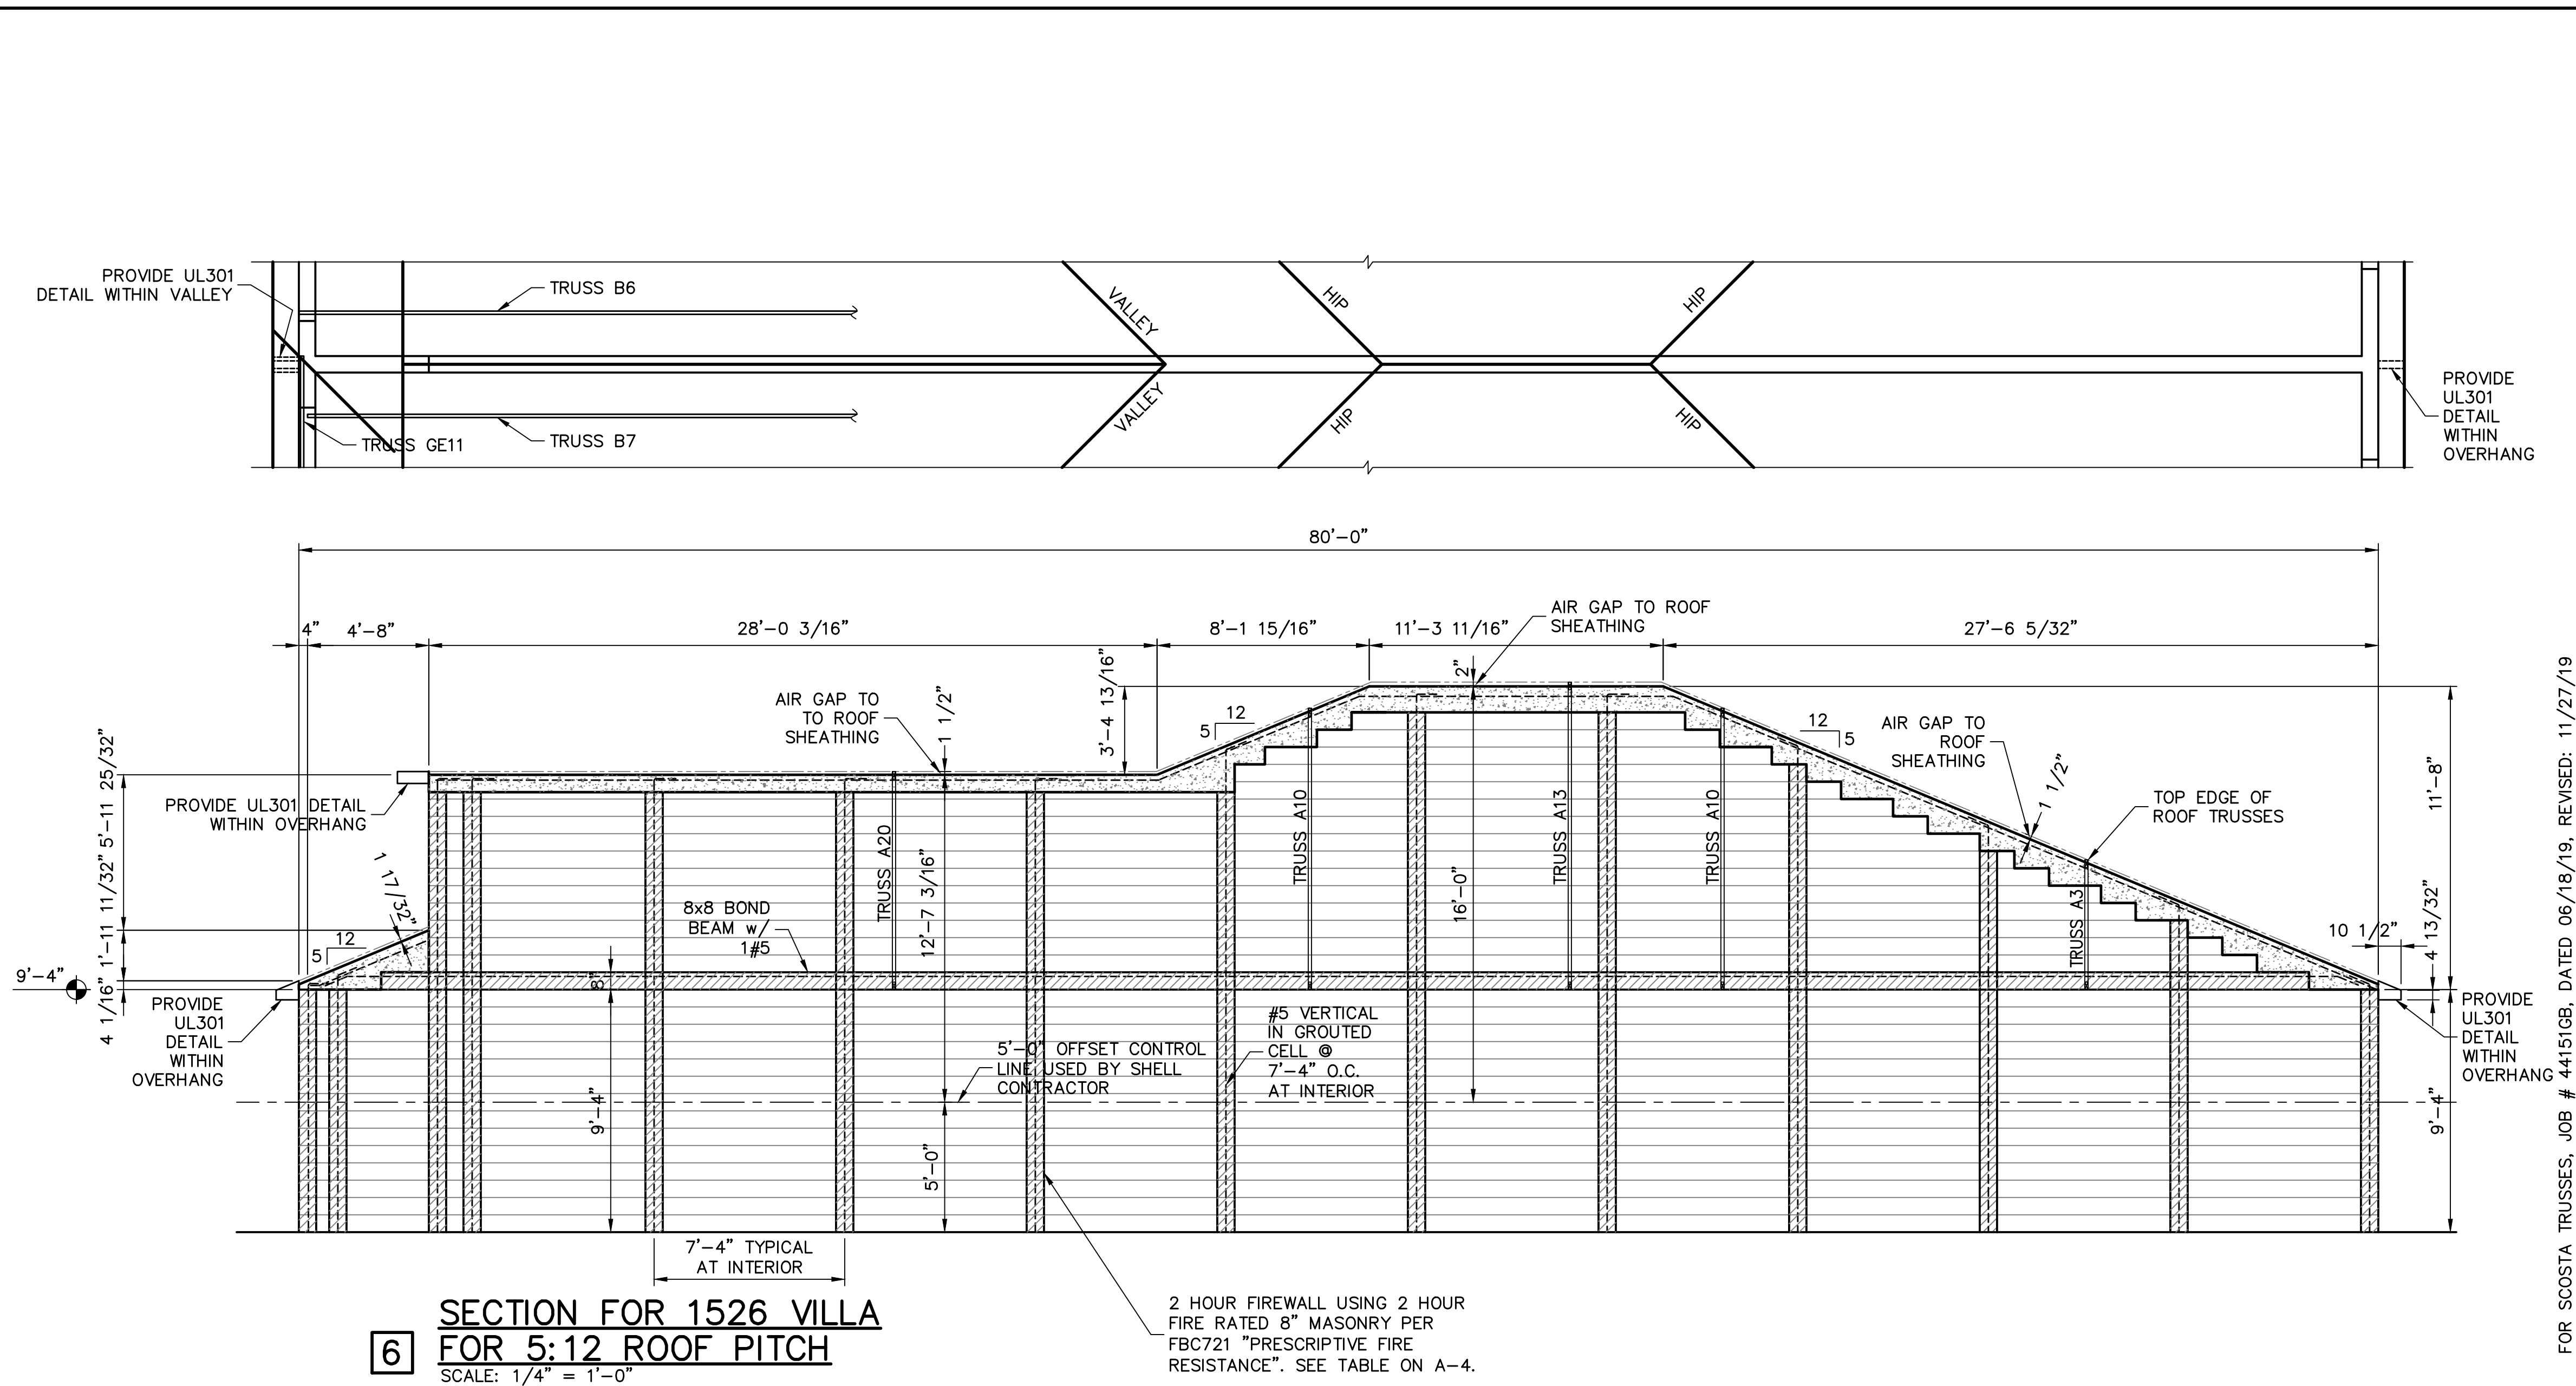 PROVIDE UL301
DETAIL WITHIN VALLEY
TRUSS B6
VALLEY
HIP
HIP
VALLEY
HIP
HIP
TRUSS GE11
TRUSS B7
PROVIDE
UL301
DETAIL
WITHIN
OVERHANG
80'-0"
4"
4'-8"
28'-0 3/16"
8'-1 15/16"
11'-3 11/16"
27'-6 5/32"
AIR GAP TO ROOF
SHEATHING
2"
3'-4 13/16"
AIR GAP TO
TO ROOF
SHEATHING
1 1/2"
12
5
12
5
AIR GAP TO
ROOF
SHEATHING
1 1/2"
TOP EDGE OF
ROOF TRUSSES
11'-8"
5'-11 25/32"
1'-11 11/32"
4 1/16"
PROVIDE UL301 DETAIL
WITHIN OVERHANG
1 17/32"
12
5
8x8 BOND
BEAM w/
1#5
TRUSS A20
12'-7 3/16"
TRUSS A10
16'-0"
TRUSS A13
TRUSS A10
TRUSS A3
10 1/2"
4 13/32"
9'-4"
PROVIDE
UL301
DETAIL
WITHIN
OVERHANG
8"
9'-4"
5'-0" OFFSET CONTROL
LINE USED BY SHELL
CONTRACTOR
#5 VERTICAL
IN GROUTED
CELL @
7'-4" O.C.
AT INTERIOR
5'-0"
PROVIDE
UL301
DETAIL
WITHIN
OVERHANG
9'-4"
7'-4" TYPICAL
AT INTERIOR
2 HOUR FIREWALL USING 2 HOUR
FIRE RATED 8" MASONRY PER
FBC721 "PRESCRIPTIVE FIRE
RESISTANCE". SEE TABLE ON A-4.
6
SECTION FOR 1526 VILLA
FOR 5:12 ROOF PITCH
SCALE: 1/4" = 1'-0"
FOR SCOSTA TRUSSES, JOB # 44151GB, DATED 06/18/19, REVISED: 11/27/19